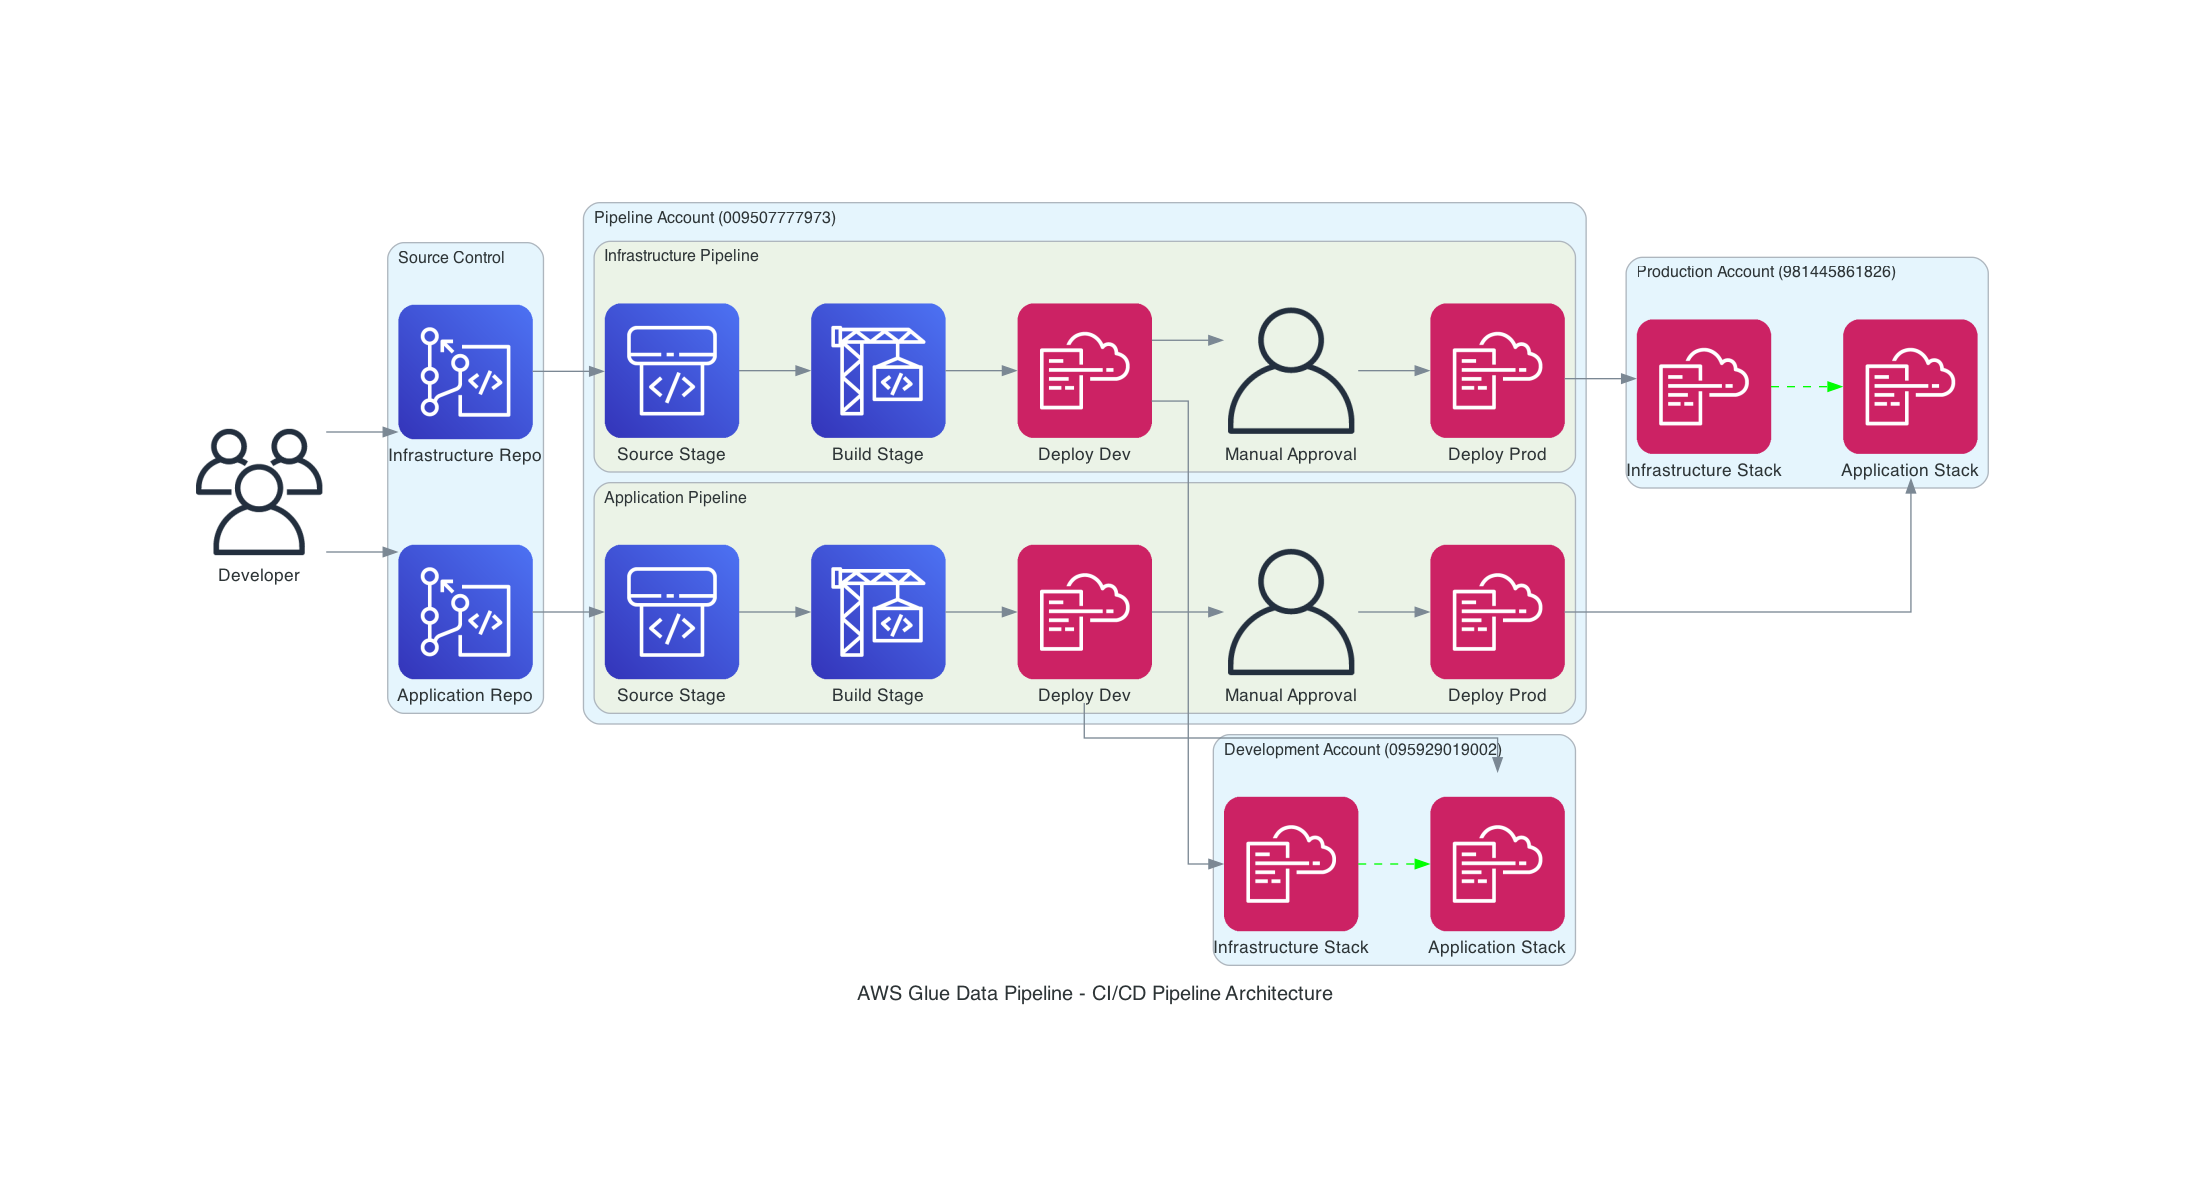 Pipeline Account (009507777973)
Source Control
Infrastructure Pipeline
Production Account (981445861826)
Infrastructure Repo
Source Stage
Build Stage
Deploy Dev
Manual Approval
Deploy Prod
Infrastructure Stack
Application Stack
Application Pipeline
Developer
Application Repo
Source Stage
Build Stage
Deploy Dev
Manual Approval
Deploy Prod
Development Account (095929019002)
Infrastructure Stack
Application Stack
AWS Glue Data Pipeline - CI/CD Pipeline Architecture